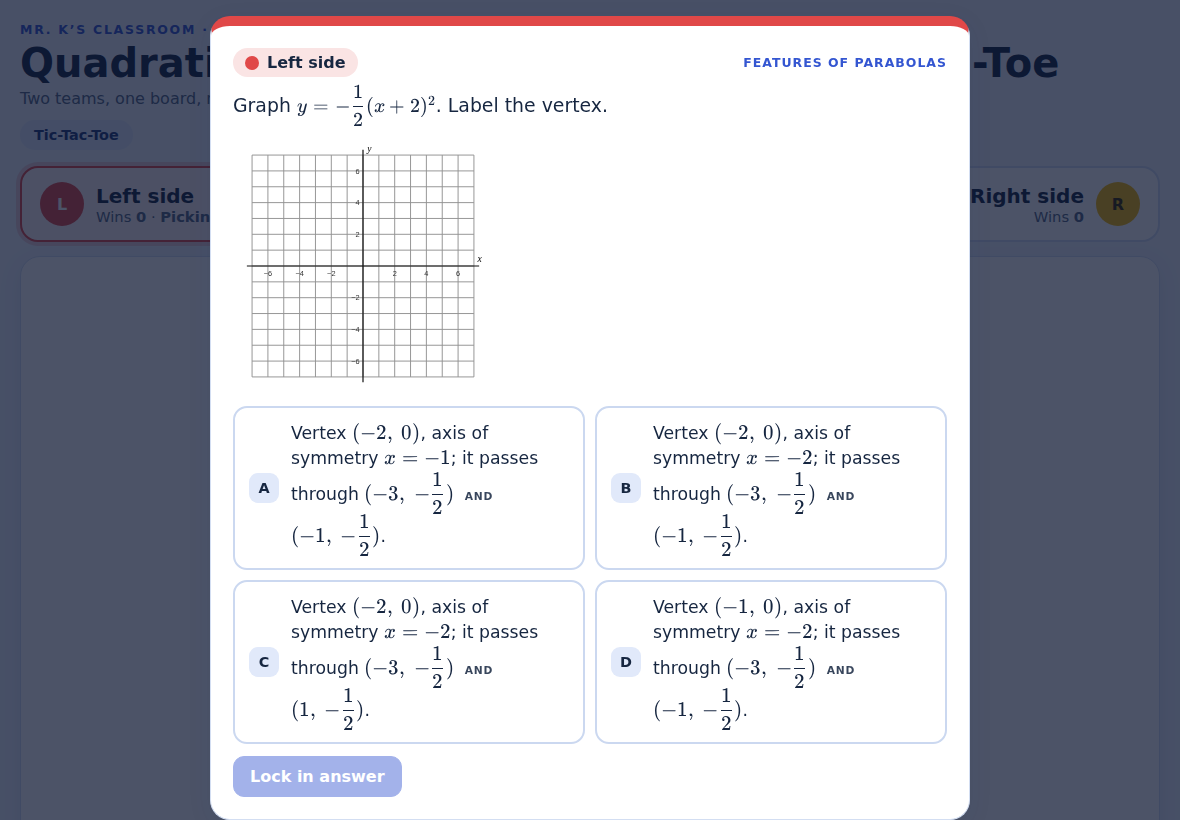 MR. K'S CLASSROOM ·
Quadrati -Toe
Two teams, one board,
Tic-Tac-Toe
L Left side
Wins 0 · Pickin
Right side R
Wins 0
Left side FEATURES OF PARABOLAS
Graph y = −1/2(x + 2)². Label the vertex.
y
6
4
2
x
−6 −4 −2 2 4 6
−2
−4
−6
A Vertex (−2, 0), axis of
symmetry x = −1; it passes
through (−3, −1/2) AND
(−1, −1/2).
B Vertex (−2, 0), axis of
symmetry x = −2; it passes
through (−3, −1/2) AND
(−1, −1/2).
C Vertex (−2, 0), axis of
symmetry x = −2; it passes
through (−3, −1/2) AND
(1, −1/2).
D Vertex (−1, 0), axis of
symmetry x = −2; it passes
through (−3, −1/2) AND
(−1, −1/2).
Lock in answer